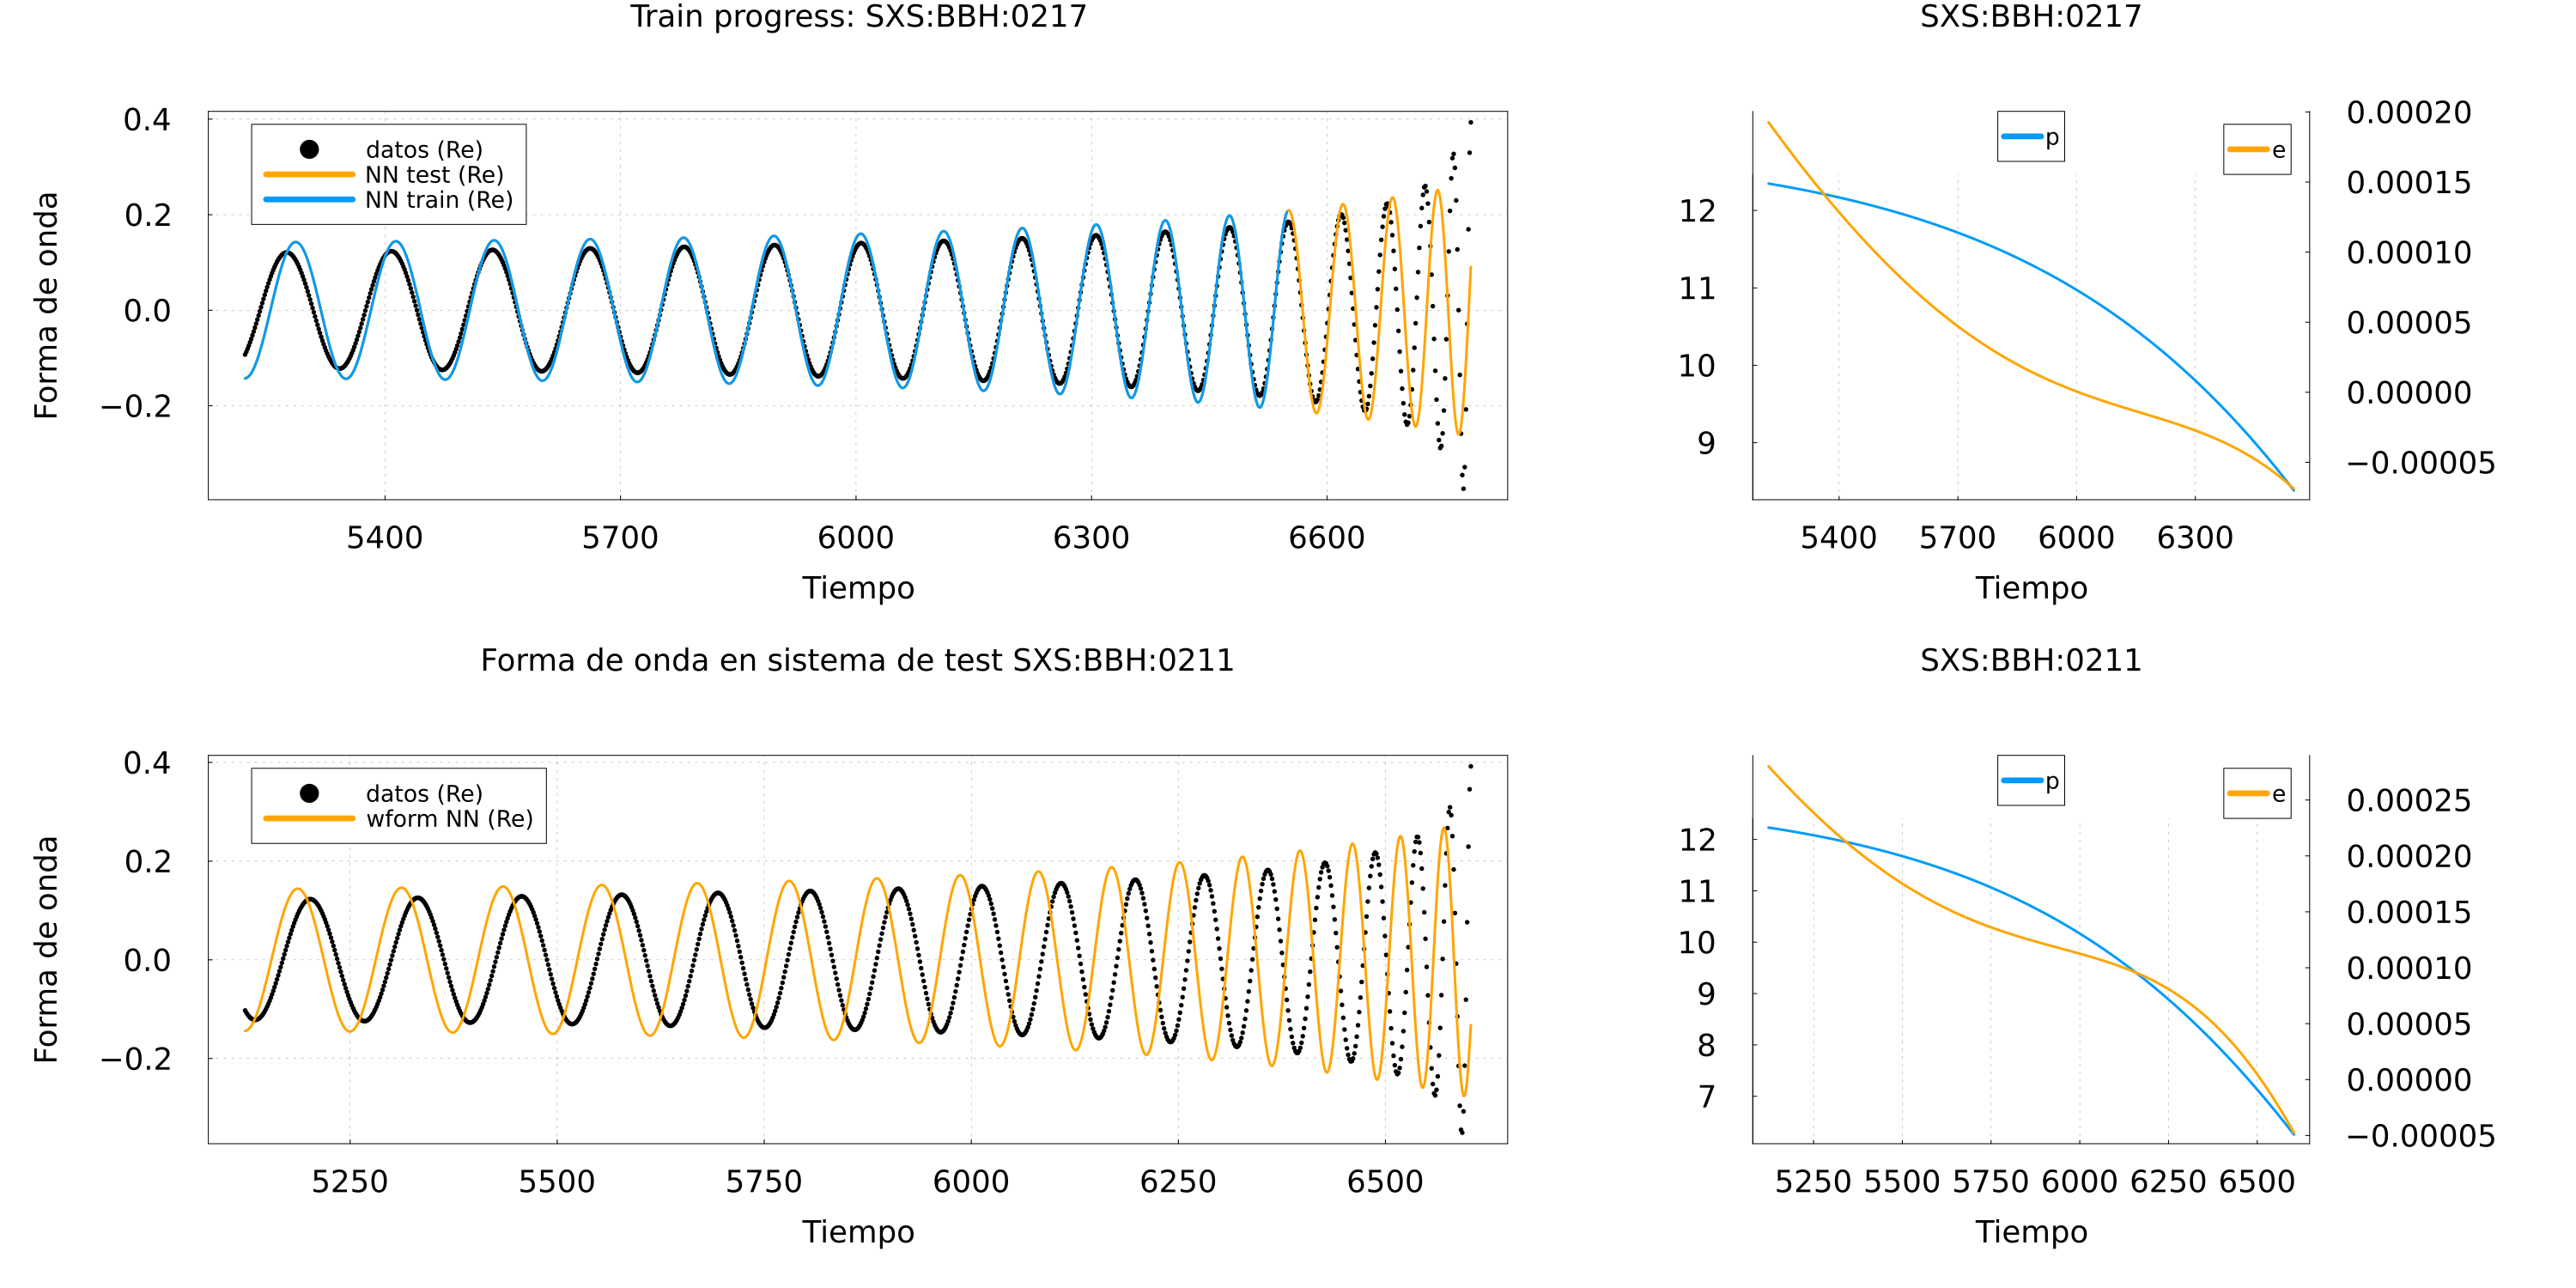 Train progress: SXS:BBH:0217
0.4
0.2
0.0
−0.2
Forma de onda
datos (Re)
NN test (Re)
NN train (Re)
5400 5700 6000 6300 6600
Tiempo
SXS:BBH:0217
12
11
10
9
p
e
0.00020
0.00015
0.00010
0.00005
0.00000
−0.00005
5400 5700 6000 6300
Tiempo
Forma de onda en sistema de test SXS:BBH:0211
0.4
0.2
0.0
−0.2
Forma de onda
datos (Re)
wform NN (Re)
5250 5500 5750 6000 6250 6500
Tiempo
SXS:BBH:0211
12
11
10
9
8
7
p
e
0.00025
0.00020
0.00015
0.00010
0.00005
0.00000
−0.00005
5250 5500 5750 6000 6250 6500
Tiempo